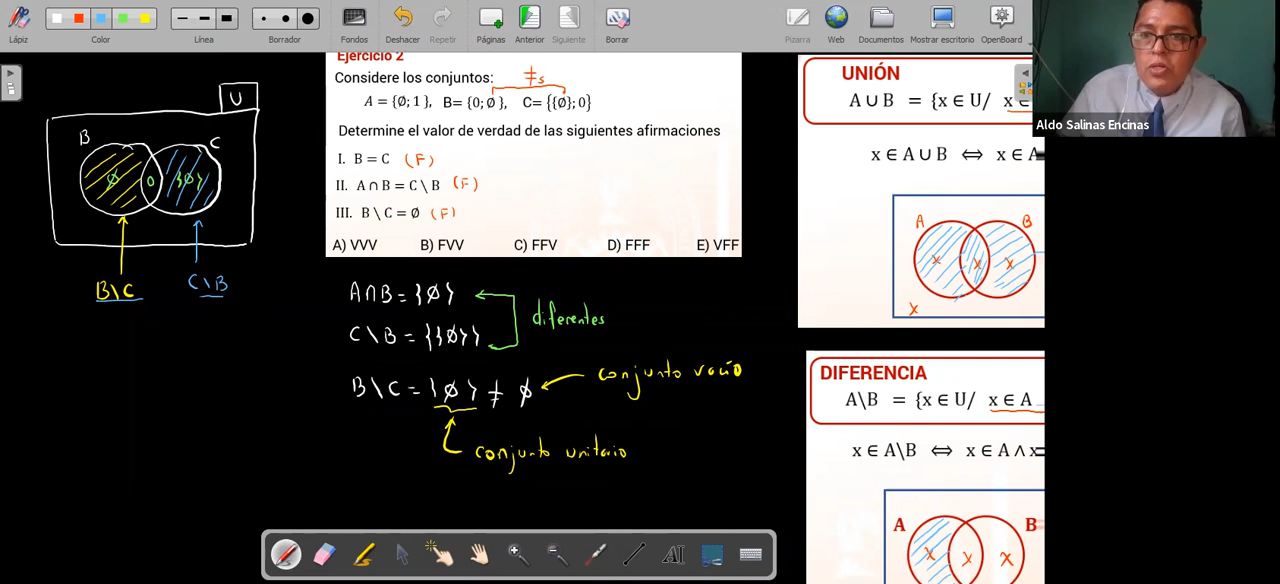 Lápiz
Color
Línea
Borrador
Fondos
Deshacer
Repetir
Páginas
Anterior
Siguiente
Borrar
Pizarra
Web
Documentos
Mostrar escritorio
OpenBoard
U
B
C
∅
0
{∅}
B\C
C\B
Ejercicio 2
Considere los conjuntos:
≠s
A = {∅; 1 }, B= {0; ∅ }, C= {{∅}; 0}
Determine el valor de verdad de las siguientes afirmaciones
I. B = C (F)
II. A ∩ B = C \ B (F)
III. B \ C = ∅ (F)
A) VVV B) FVV C) FFV D) FFF E) VFF
A∩B = {∅}
C\B = {{∅}}
diferentes
B\C = {∅} ≠ ∅
conjunto vacío
conjunto unitario
UNIÓN
A ∪ B = {x ∈ U/ x ∈
x ∈ A ∪ B ⟺ x ∈ A
A
B
x
x
x
x
Aldo Salinas Encinas
DIFERENCIA
A\B = {x ∈ U/ x ∈ A
x ∈ A\B ⟺ x ∈ A ∧ x
A
B
x
x
x
AI